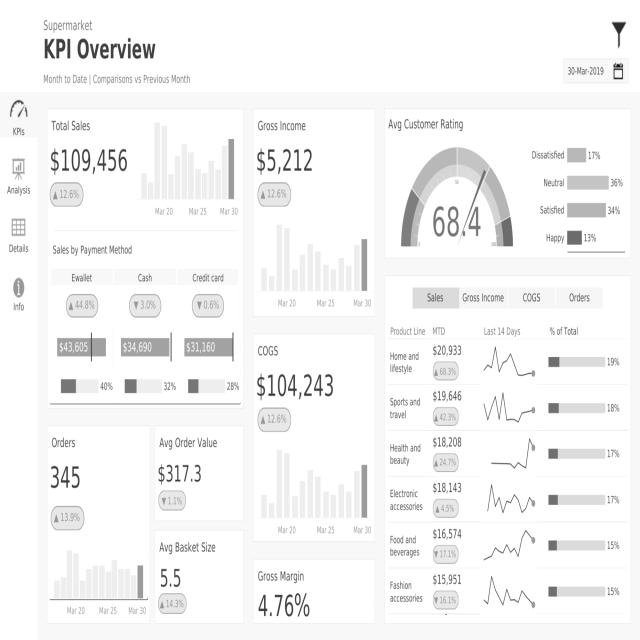 Supermarket
KPI Overview
Month to Date | Comparisons vs Previous Month
30-Mar-2019
KPIs
Analysis
Details
Info
Total Sales
$109,456
▲ 12.6%
Mar 20 Mar 25 Mar 30
Sales by Payment Method
Ewallet Cash Credit card
▲ 44.8% ▼ 3.0% ▼ 0.6%
$43,605 $34,690 $31,160
40% 32% 28%
Orders
345
▲ 13.9%
Mar 20 Mar 25 Mar 30
Avg Order Value
$317.3
▼ 1.1%
Avg Basket Size
5.5
▲ 14.3%
Gross Income
$5,212
▲ 12.6%
Mar 20 Mar 25 Mar 30
COGS
$104,243
▲ 12.6%
Mar 20 Mar 25 Mar 30
Gross Margin
4.76%
Avg Customer Rating
68.4
Dissatisfied 17%
Neutral 36%
Satisfied 34%
Happy 13%
Sales Gross Income COGS Orders
Product Line MTD Last 14 Days % of Total
Home and
lifestyle
$20,933
▲ 68.3%
19%
Sports and
travel
$19,646
▲ 42.3%
18%
Health and
beauty
$18,208
▲ 24.7%
17%
Electronic
accessories
$18,143
▲ 4.5%
17%
Food and
beverages
$16,574
▼ 17.1%
15%
Fashion
accessories
$15,951
▼ 16.1%
15%